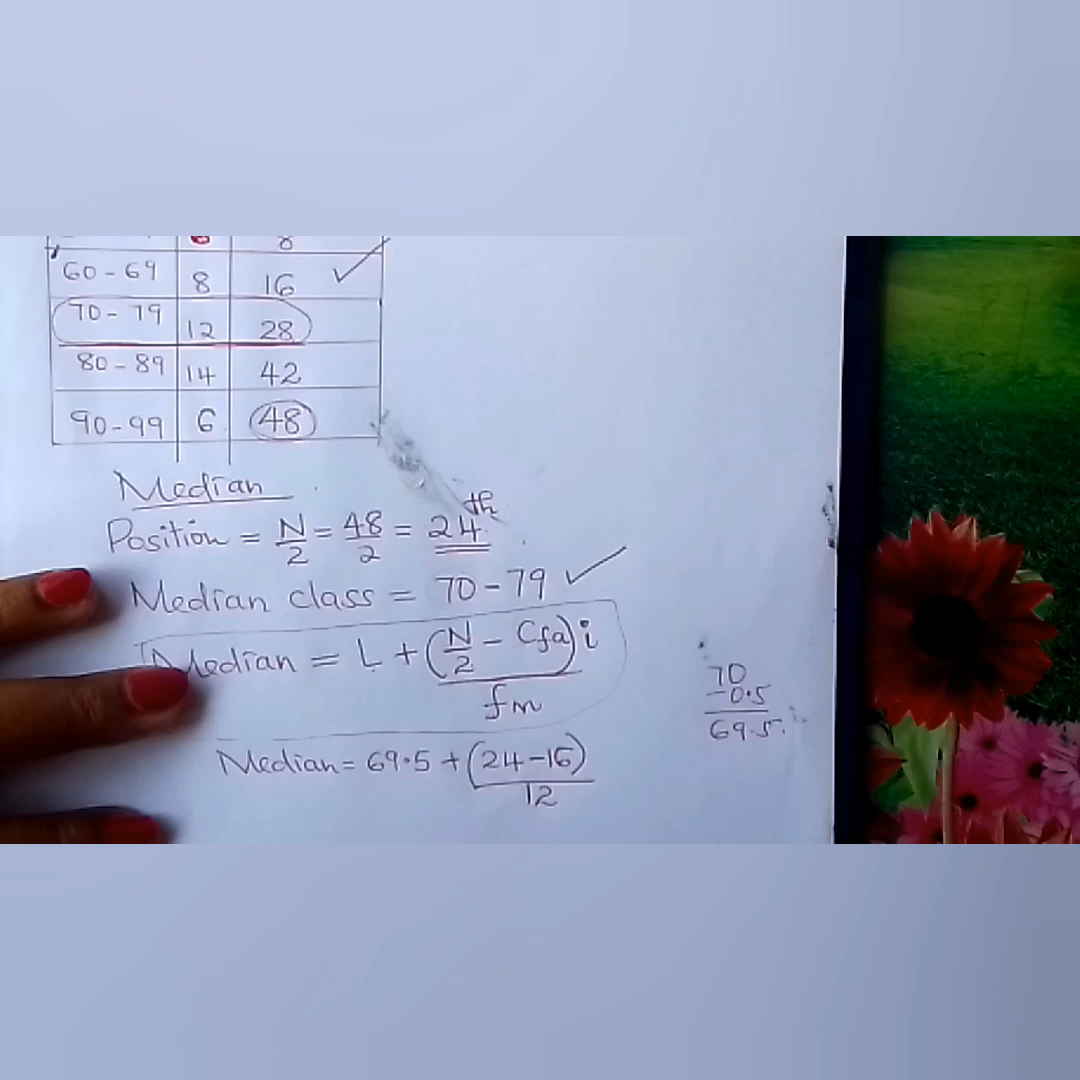 8
60-69 8 16 ✓
70-79 12 28
80-89 14 42
90-99 6 48
Median
Position = N/2 = 48/2 = 24th
Median class = 70-79 ✓
Median = L + (N/2 - Cfa)i / fm
70
-0.5
69.5.
Median = 69.5 + (24-16) / 12